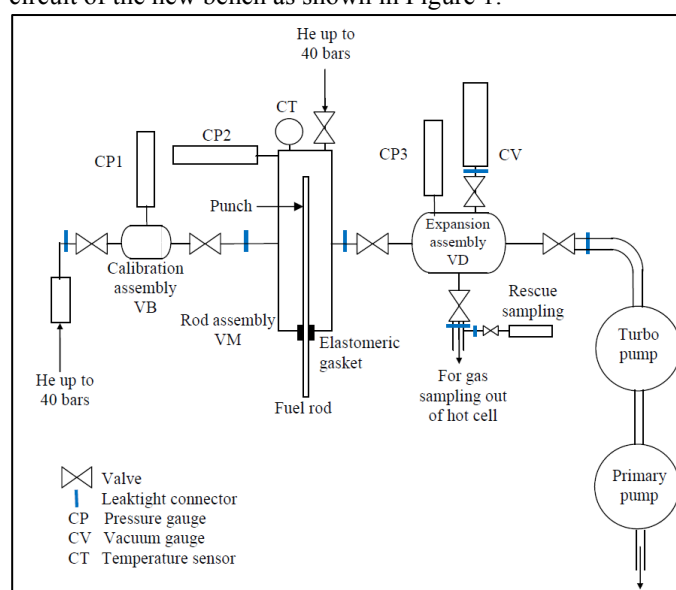 circuit of the new bench as shown in Figure 1.
He up to
40 bars
CT
CP2
CP1
CP3
CV
Punch
Expansion
assembly
VD
Calibration
assembly
VB
Rod assembly
VM
Elastomeric
gasket
Rescue
sampling
Turbo
pump
He up to
40 bars
Fuel rod
For gas
sampling out
of hot cell
Primary
pump
Valve
Leaktight connector
CP Pressure gauge
CV Vacuum gauge
CT Temperature sensor